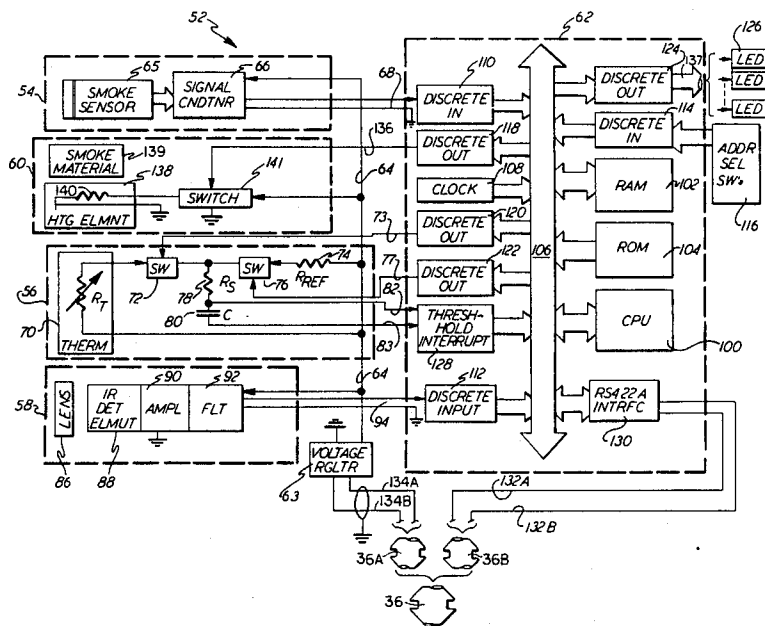 52
65
66
62
126
54
SMOKE SENSOR
SIGNAL CNDTNR
68
110
DISCRETE IN
DISCRETE OUT
124
137
LED
LED
LED
136
118
DISCRETE OUT
114
DISCRETE IN
ADDR SEL SW'S
116
60
SMOKE MATERIAL
139
138
141
140
SWITCH
HTG ELMNT
64
CLOCK
108
RAM
102
73
DISCRETE OUT
120
106
ROM
104
56
RT
70
THERM
SW
72
78
RS
SW
76
74
RREF
77
DISCRETE OUT
122
80
C
82
83
THRESH-HOLD INTERRUPT
128
CPU
100
58
LENS
86
90
92
IR DET ELMUT
AMPL
FLT
88
64
94
112
DISCRETE INPUT
RS422A INTRFC
130
VOLTAGE RGLTR
63
134A
134B
132A
132B
36A
36B
36